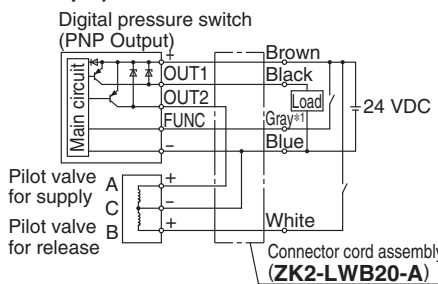 Digital pressure switch
(PNP Output)
Main circuit
+
OUT1
OUT2
FUNC
−
Brown
Black
Load
Gray*1
Blue
24 VDC
Pilot valve
for supply
A
+
C
−
Pilot valve
for release
B
+
White
Connector cord assembly
(ZK2-LWB20-A)